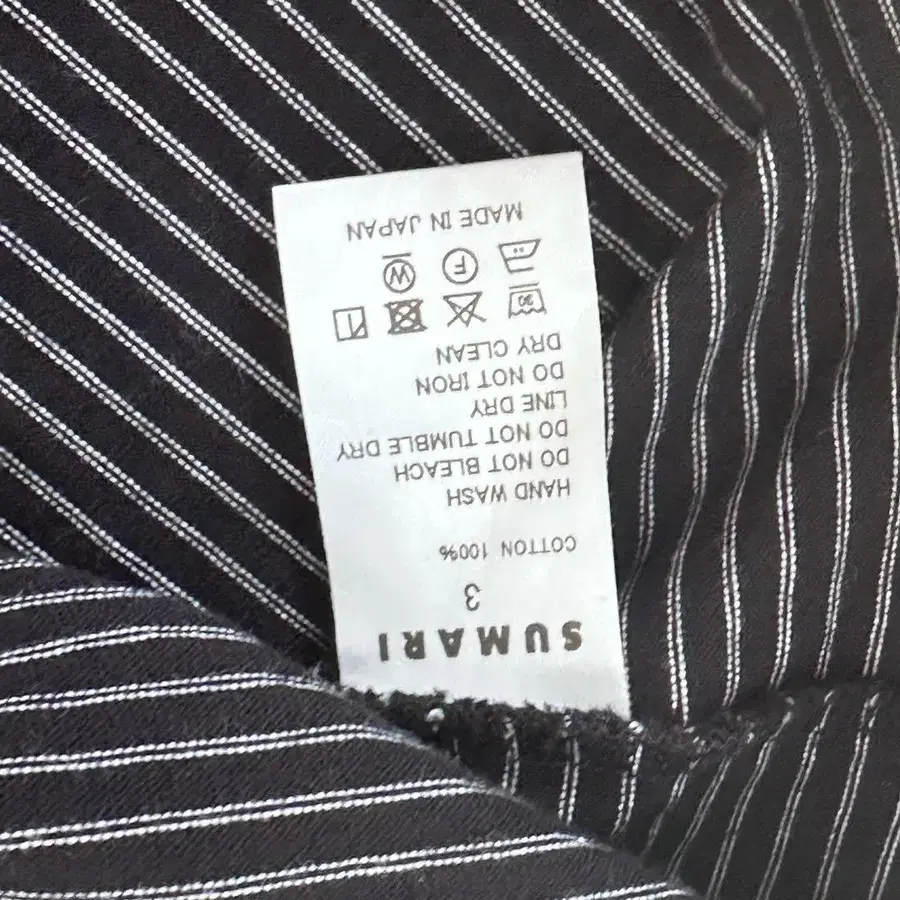 SUMARI
3
COTTON 100%
HAND WASH
DO NOT BLEACH
DO NOT TUMBLE DRY
LINE DRY
DO NOT IRON
DRY CLEAN
30
F W
MADE IN JAPAN